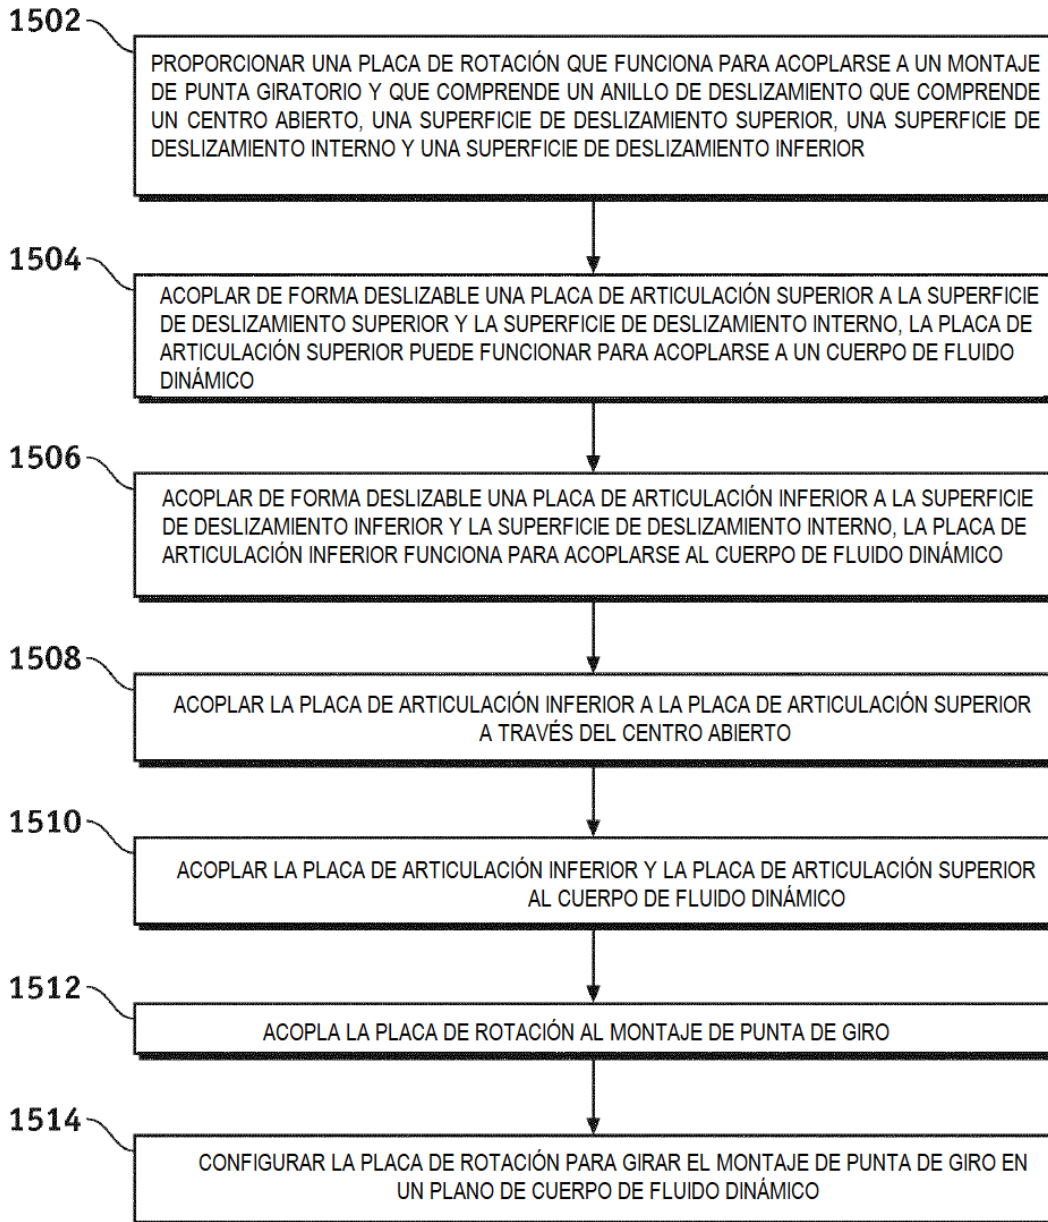 1502
PROPORCIONAR UNA PLACA DE ROTACIÓN QUE FUNCIONA PARA ACOPLARSE A UN MONTAJE
DE PUNTA GIRATORIO Y QUE COMPRENDE UN ANILLO DE DESLIZAMIENTO QUE COMPRENDE
UN CENTRO ABIERTO, UNA SUPERFICIE DE DESLIZAMIENTO SUPERIOR, UNA SUPERFICIE DE
DESLIZAMIENTO INTERNO Y UNA SUPERFICIE DE DESLIZAMIENTO INFERIOR
1504
ACOPLAR DE FORMA DESLIZABLE UNA PLACA DE ARTICULACIÓN SUPERIOR A LA SUPERFICIE
DE DESLIZAMIENTO SUPERIOR Y LA SUPERFICIE DE DESLIZAMIENTO INTERNO, LA PLACA DE
ARTICULACIÓN SUPERIOR PUEDE FUNCIONAR PARA ACOPLARSE A UN CUERPO DE FLUIDO
DINÁMICO
1506
ACOPLAR DE FORMA DESLIZABLE UNA PLACA DE ARTICULACIÓN INFERIOR A LA SUPERFICIE
DE DESLIZAMIENTO INFERIOR Y LA SUPERFICIE DE DESLIZAMIENTO INTERNO, LA PLACA DE
ARTICULACIÓN INFERIOR FUNCIONA PARA ACOPLARSE AL CUERPO DE FLUIDO DINÁMICO
1508
ACOPLAR LA PLACA DE ARTICULACIÓN INFERIOR A LA PLACA DE ARTICULACIÓN SUPERIOR
A TRAVÉS DEL CENTRO ABIERTO
1510
ACOPLAR LA PLACA DE ARTICULACIÓN INFERIOR Y LA PLACA DE ARTICULACIÓN SUPERIOR
AL CUERPO DE FLUIDO DINÁMICO
1512
ACOPLA LA PLACA DE ROTACIÓN AL MONTAJE DE PUNTA DE GIRO
1514
CONFIGURAR LA PLACA DE ROTACIÓN PARA GIRAR EL MONTAJE DE PUNTA DE GIRO EN
UN PLANO DE CUERPO DE FLUIDO DINÁMICO